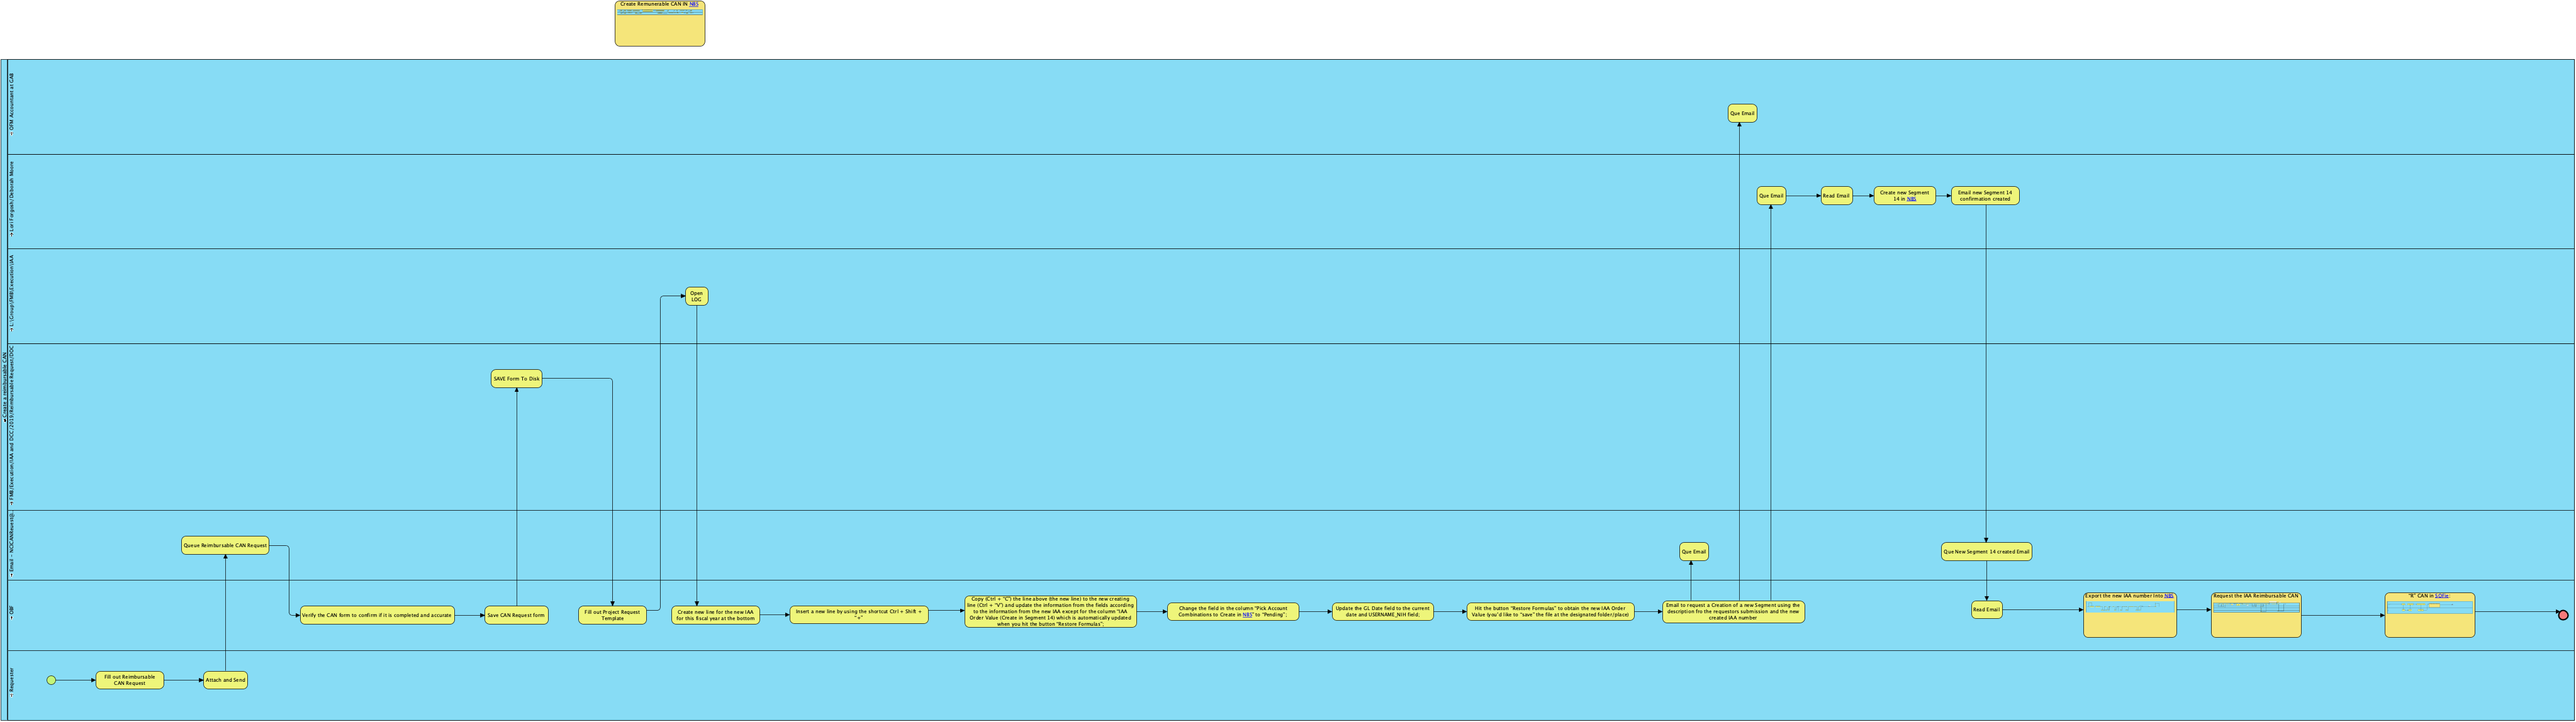 Create Remunerable CAN IN NBS
Create a reimbursable CAN
OFM Accountant at GAB
Que Email
Lori Forgosh/Deborah Moore
Que Email
Read Email
Create new Segment
14 in NBS
Email new Segment 14
confirmation created
L:\Group\FMB\Execution\IAA
Open
LOG
FMB/Execution/IAA and DCC/2019/Reimbursable Request/DOC
SAVE Form To Disk
Email -
Queue Reimbursable CAN Request
Que Email
Que New Segment 14 created Email
OBF
Verify the CAN form to confirm if it is completed and accurate
Save CAN Request form
Fill out Project Request
Template
Create new line for the new IAA
for this fiscal year at the bottom
Insert a new line by using the shortcut Ctrl + Shift +
"+"
Copy (Ctrl + "C") the line above (the new line) to the new creating
line (Ctrl + "V") and update the information from the fields according
to the information from the new IAA except for the column "IAA
Order Value (Create in Segment 14) which is automatically updated
when you hit the button "Restore Formulas";
Change the field in the column "Pick Account
Combinations to Create in NBS" to "Pending";
Update the GL Date field to the current
date and USERNAME_NIH field;
Hit the button "Restore Formulas" to obtain the new IAA Order
Value (you'd like to "save" the file at the designated folder/place)
Email to request a Creation of a new Segment using the
description fro the requestors submission and the new
created IAA number
Read Email
Export the new IAA number Into NBS
Request the IAA Reimbursable CAN
"R" CAN in SOFie:
Requester
Fill out Reimbursable
CAN Request
Attach and Send